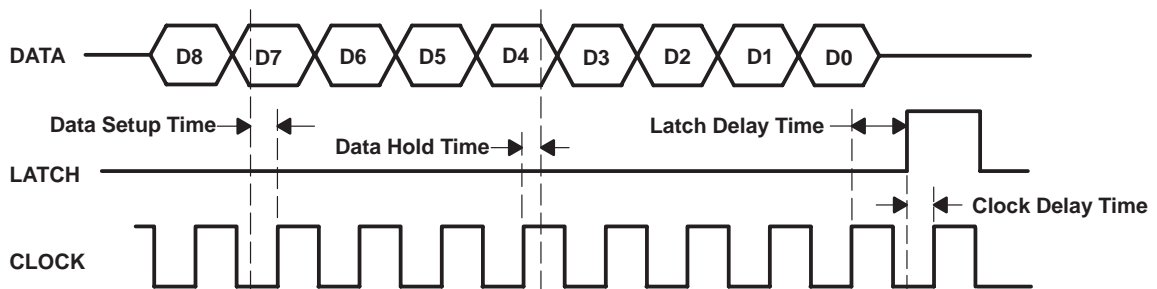 DATA D8 D7 D6 D5 D4 D3 D2 D1 D0
Data Setup Time
Latch Delay Time
Data Hold Time
LATCH
Clock Delay Time
CLOCK